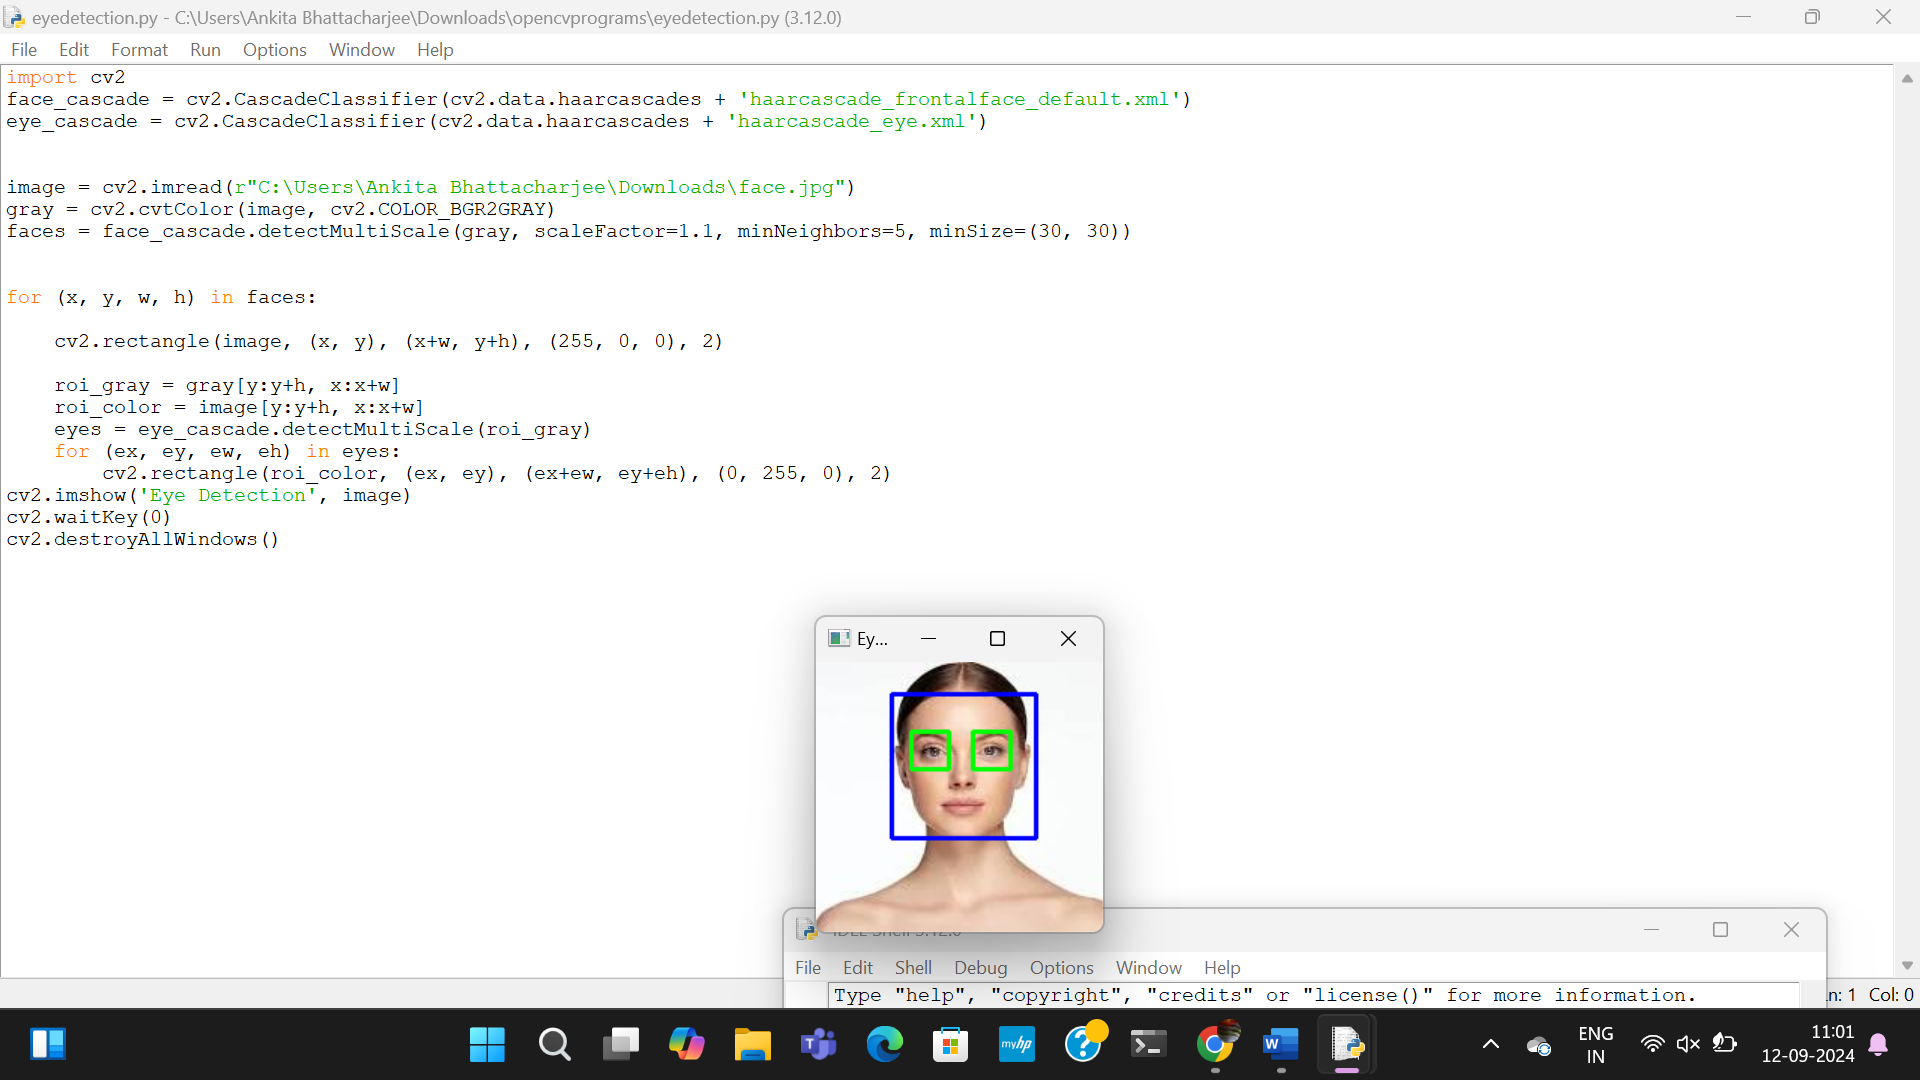 eyedetection.py - C:\Users\Ankita Bhattacharjee\Downloads\opencvprograms\eyedetection.py (3.12.0)
File Edit Format Run Options Window Help
import cv2
face_cascade = cv2.CascadeClassifier(cv2.data.haarcascades + 'haarcascade_frontalface_default.xml')
eye_cascade = cv2.CascadeClassifier(cv2.data.haarcascades + 'haarcascade_eye.xml')
image = cv2.imread(r"C:\Users\Ankita Bhattacharjee\Downloads\face.jpg")
gray = cv2.cvtColor(image, cv2.COLOR_BGR2GRAY)
faces = face_cascade.detectMultiScale(gray, scaleFactor=1.1, minNeighbors=5, minSize=(30, 30))
for (x, y, w, h) in faces:
    cv2.rectangle(image, (x, y), (x+w, y+h), (255, 0, 0), 2)
    roi_gray = gray[y:y+h, x:x+w]
    roi_color = image[y:y+h, x:x+w]
    eyes = eye_cascade.detectMultiScale(roi_gray)
    for (ex, ey, ew, eh) in eyes:
        cv2.rectangle(roi_color, (ex, ey), (ex+ew, ey+eh), (0, 255, 0), 2)
cv2.imshow('Eye Detection', image)
cv2.waitKey(0)
cv2.destroyAllWindows()
Ey...
IDLE Shell 3.12.0
File Edit Shell Debug Options Window Help
Type "help", "copyright", "credits" or "license()" for more information.
n: 1 Col: 0
myhp
ENG
IN
11:01
12-09-2024